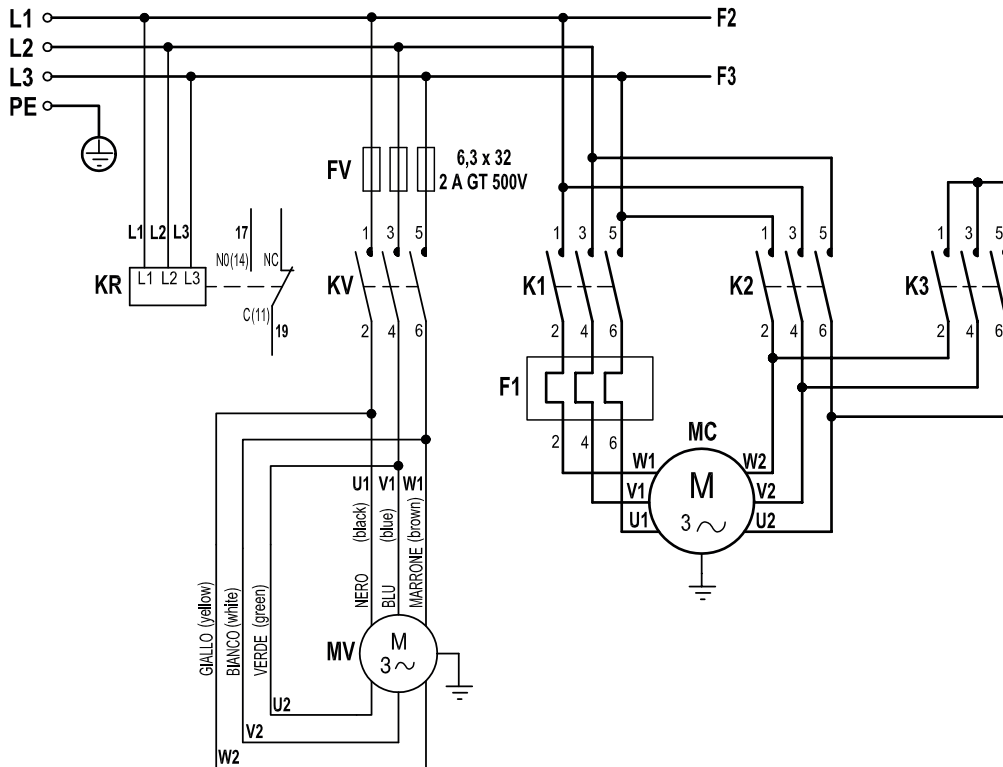 L1
F2
L2
L3
F3
PE
FV
6,3 x 32
2 A GT 500V
L1 L2 L3
17
N0(14)
NC
1 3 5
1 3 5
1 3 5
1 3 5
KR
L1 L2 L3
KV
K1
K2
K3
C(11)
19
2 4 6
2 4 6
2 4 6
2 4 6
F1
2 4 6
MC
W1
V1
U1
M
3
W2
V2
U2
U1 V1 W1
NERO (black)
BLU (blue)
MARRONE (brown)
GIALLO (yellow)
BIANCO (white)
VERDE (green)
MV
M
3
U2
V2
W2